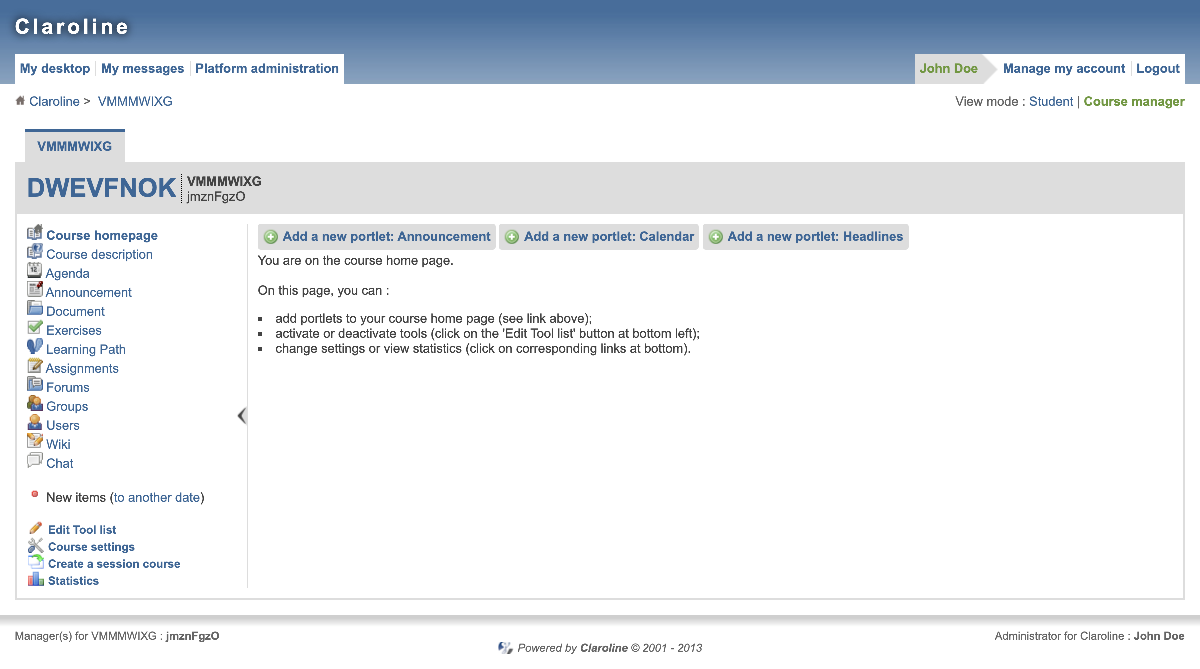 Claroline
My desktop My messages Platform administration
John Doe Manage my account Logout
Claroline > VMMMWIXG
View mode : Student | Course manager
VMMMWIXG
DWEVFNOK
VMMMWIXG
jmznFgzO
Course homepage
Course description
Agenda
Announcement
Document
Exercises
Learning Path
Assignments
Forums
Groups
Users
Wiki
Chat
New items (to another date)
Edit Tool list
Course settings
Create a session course
Statistics
Add a new portlet: Announcement Add a new portlet: Calendar Add a new portlet: Headlines
You are on the course home page.
On this page, you can :
▪ add portlets to your course home page (see link above);
▪ activate or deactivate tools (click on the 'Edit Tool list' button at bottom left);
▪ change settings or view statistics (click on corresponding links at bottom).
Manager(s) for VMMMWIXG : jmznFgzO
Powered by Claroline © 2001 - 2013
Administrator for Claroline : John Doe